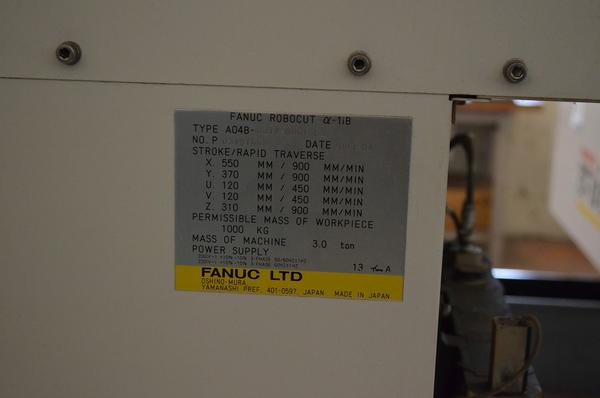 FANUC ROBOCUT α-1iB
TYPE A04B-
NO. P DATE
STROKE/RAPID TRAVERSE
X. 550 MM / 900 MM/MIN
Y. 370 MM / 900 MM/MIN
U. 120 MM / 450 MM/MIN
V. 120 MM / 450 MM/MIN
Z. 310 MM / 900 MM/MIN
PERMISSIBLE MASS OF WORKPIECE
1000 KG
MASS OF MACHINE 3.0 ton
POWER SUPPLY
13 A
FANUC LTD
OSHINO-MURA
YAMANASHI PREF. 401-0597, JAPAN MADE IN JAPAN